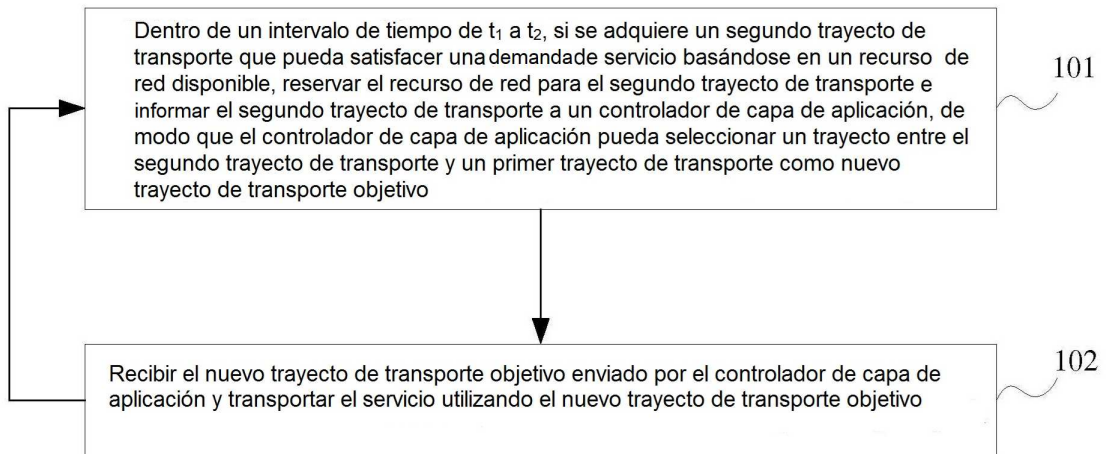 Dentro de un intervalo de tiempo de t₁ a t₂, si se adquiere un segundo trayecto de
transporte que pueda satisfacer una demandade servicio basándose en un recurso de
red disponible, reservar el recurso de red para el segundo trayecto de transporte e
informar el segundo trayecto de transporte a un controlador de capa de aplicación, de
modo que el controlador de capa de aplicación pueda seleccionar un trayecto entre el
segundo trayecto de transporte y un primer trayecto de transporte como nuevo
trayecto de transporte objetivo
101
Recibir el nuevo trayecto de transporte objetivo enviado por el controlador de capa de
aplicación y transportar el servicio utilizando el nuevo trayecto de transporte objetivo
102